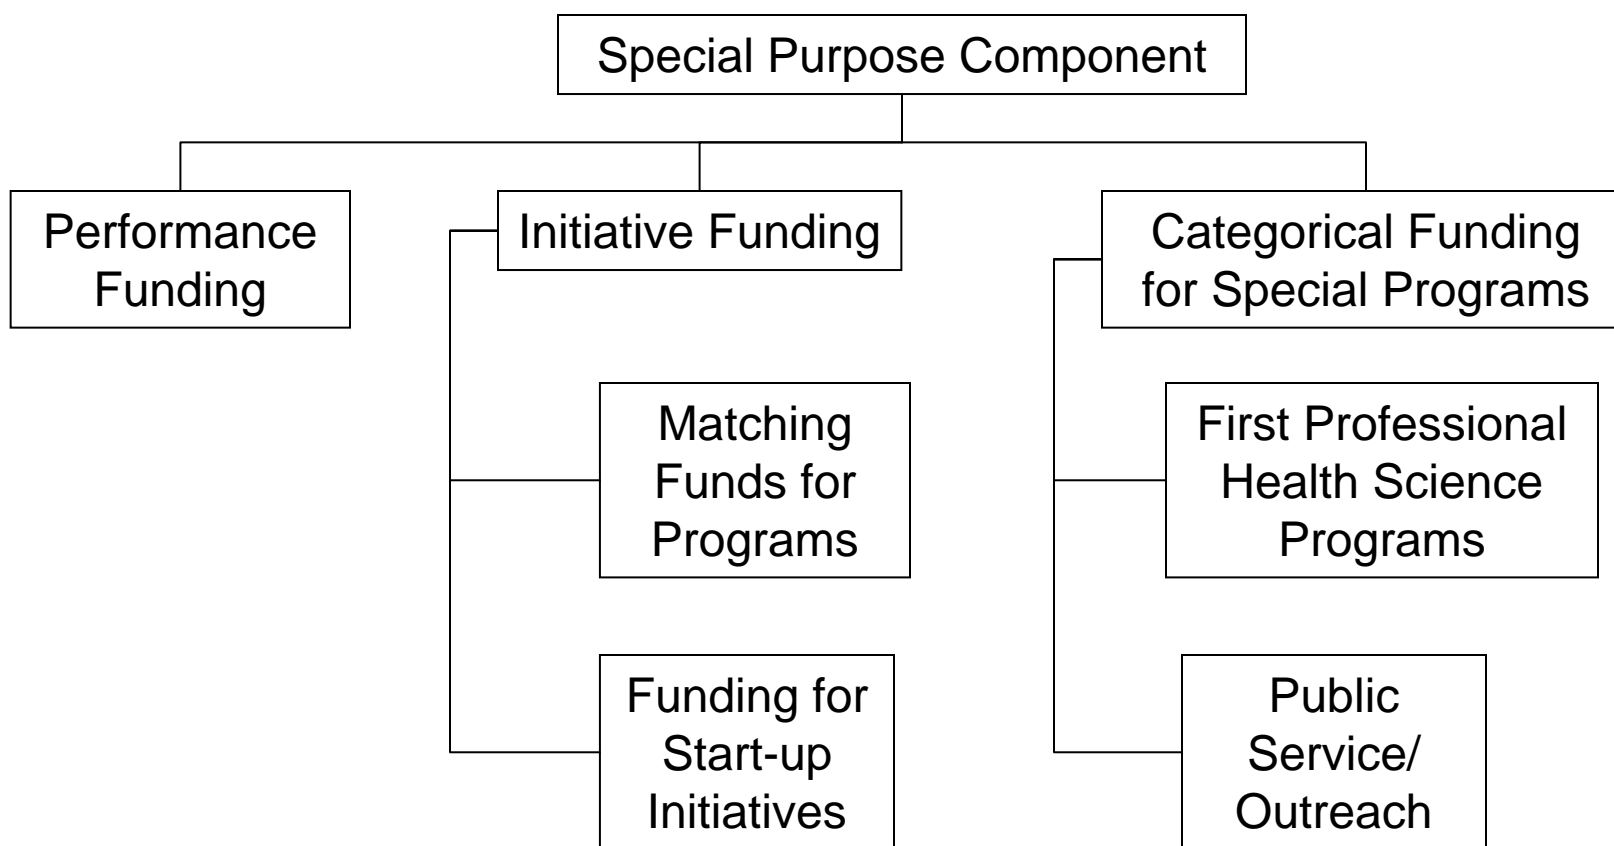 Special Purpose Component
Performance
Funding
Initiative Funding
Categorical Funding
for Special Programs
Matching
Funds for
Programs
First Professional
Health Science
Programs
Funding for
Start-up
Initiatives
Public
Service/
Outreach